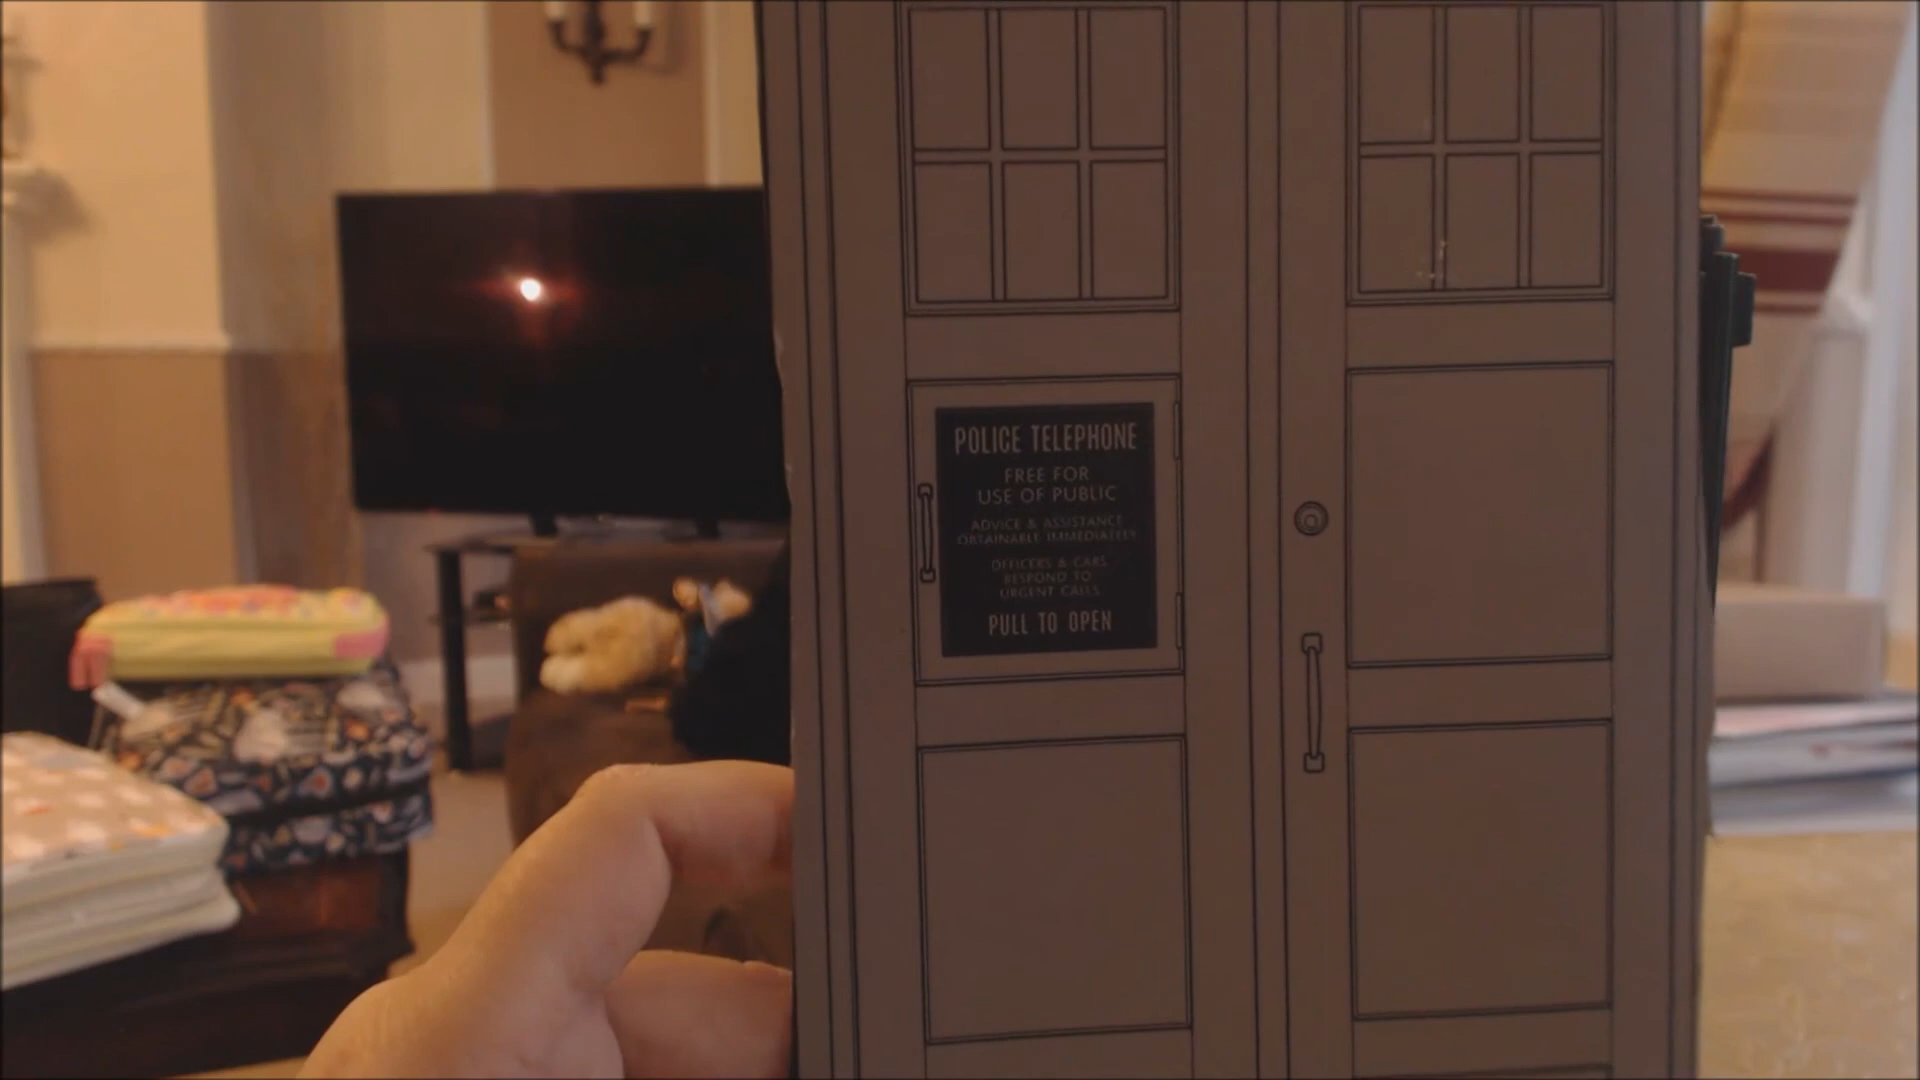 POLICE TELEPHONE
FREE FOR
USE OF PUBLIC
ADVICE & ASSISTANCE
OBTAINABLE IMMEDIATELY
OFFICERS & CARS
RESPOND TO
URGENT CALLS
PULL TO OPEN